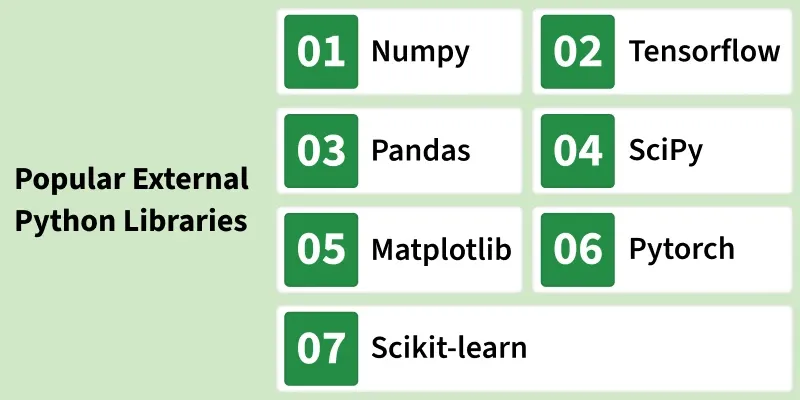 Popular External
Python Libraries
01 Numpy
02 Tensorflow
03 Pandas
04 SciPy
05 Matplotlib
06 Pytorch
07 Scikit-learn